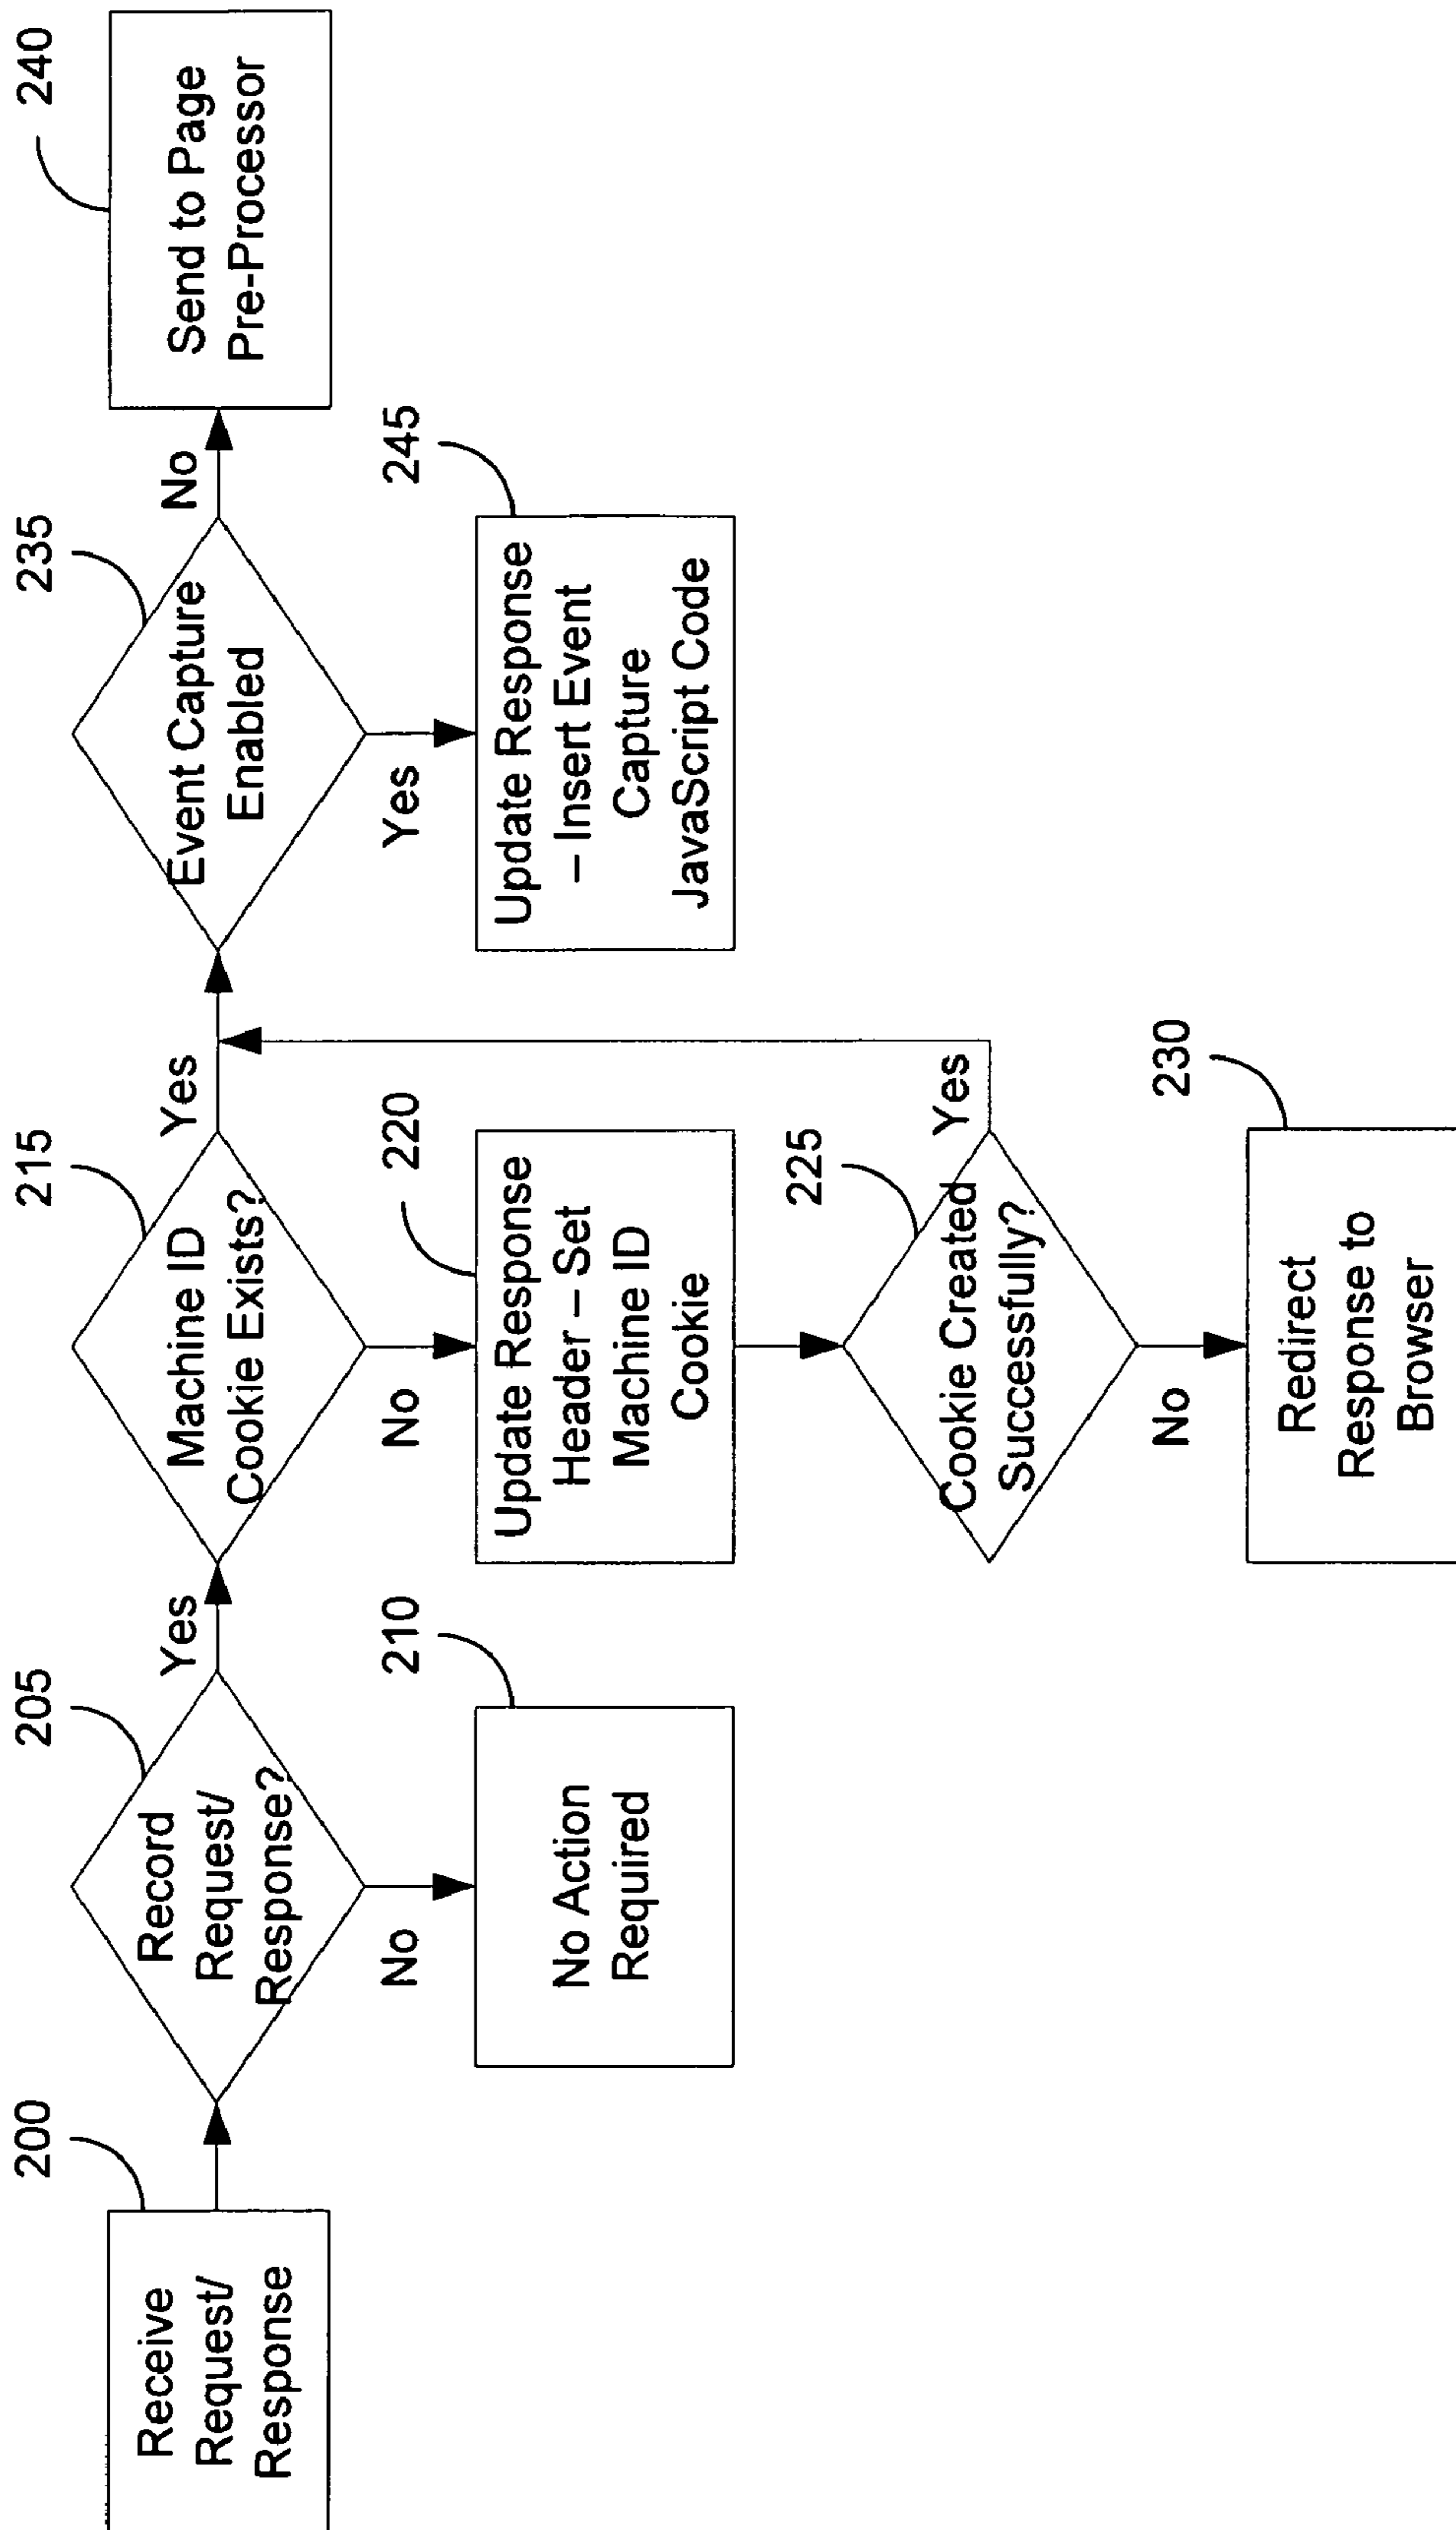 200
Receive
Request/
Response
205
Record
Request/
Response?
Yes
No
210
No Action
Required
215
Machine ID
Cookie Exists?
Yes
No
220
Update Response
Header – Set
Machine ID
Cookie
225
Cookie Created
Successfully?
Yes
No
230
Redirect
Response to
Browser
235
Event Capture
Enabled
No
Yes
240
Send to Page
Pre-Processor
245
Update Response
– Insert Event
Capture
JavaScript Code